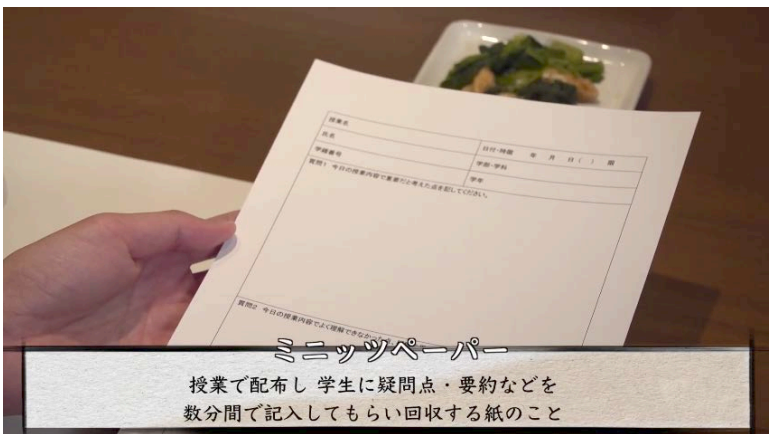 授業名
氏名
学籍番号
日付・時限 年 月 日( ) 限
学部・学科
学年
質問1 今日の授業内容で重要だと考えた点を記してください。
質問2 今日の授業内容でよく理解できなか
ミニッツペーパー
授業で配布し 学生に疑問点・要約などを
数分間で記入してもらい回収する紙のこと